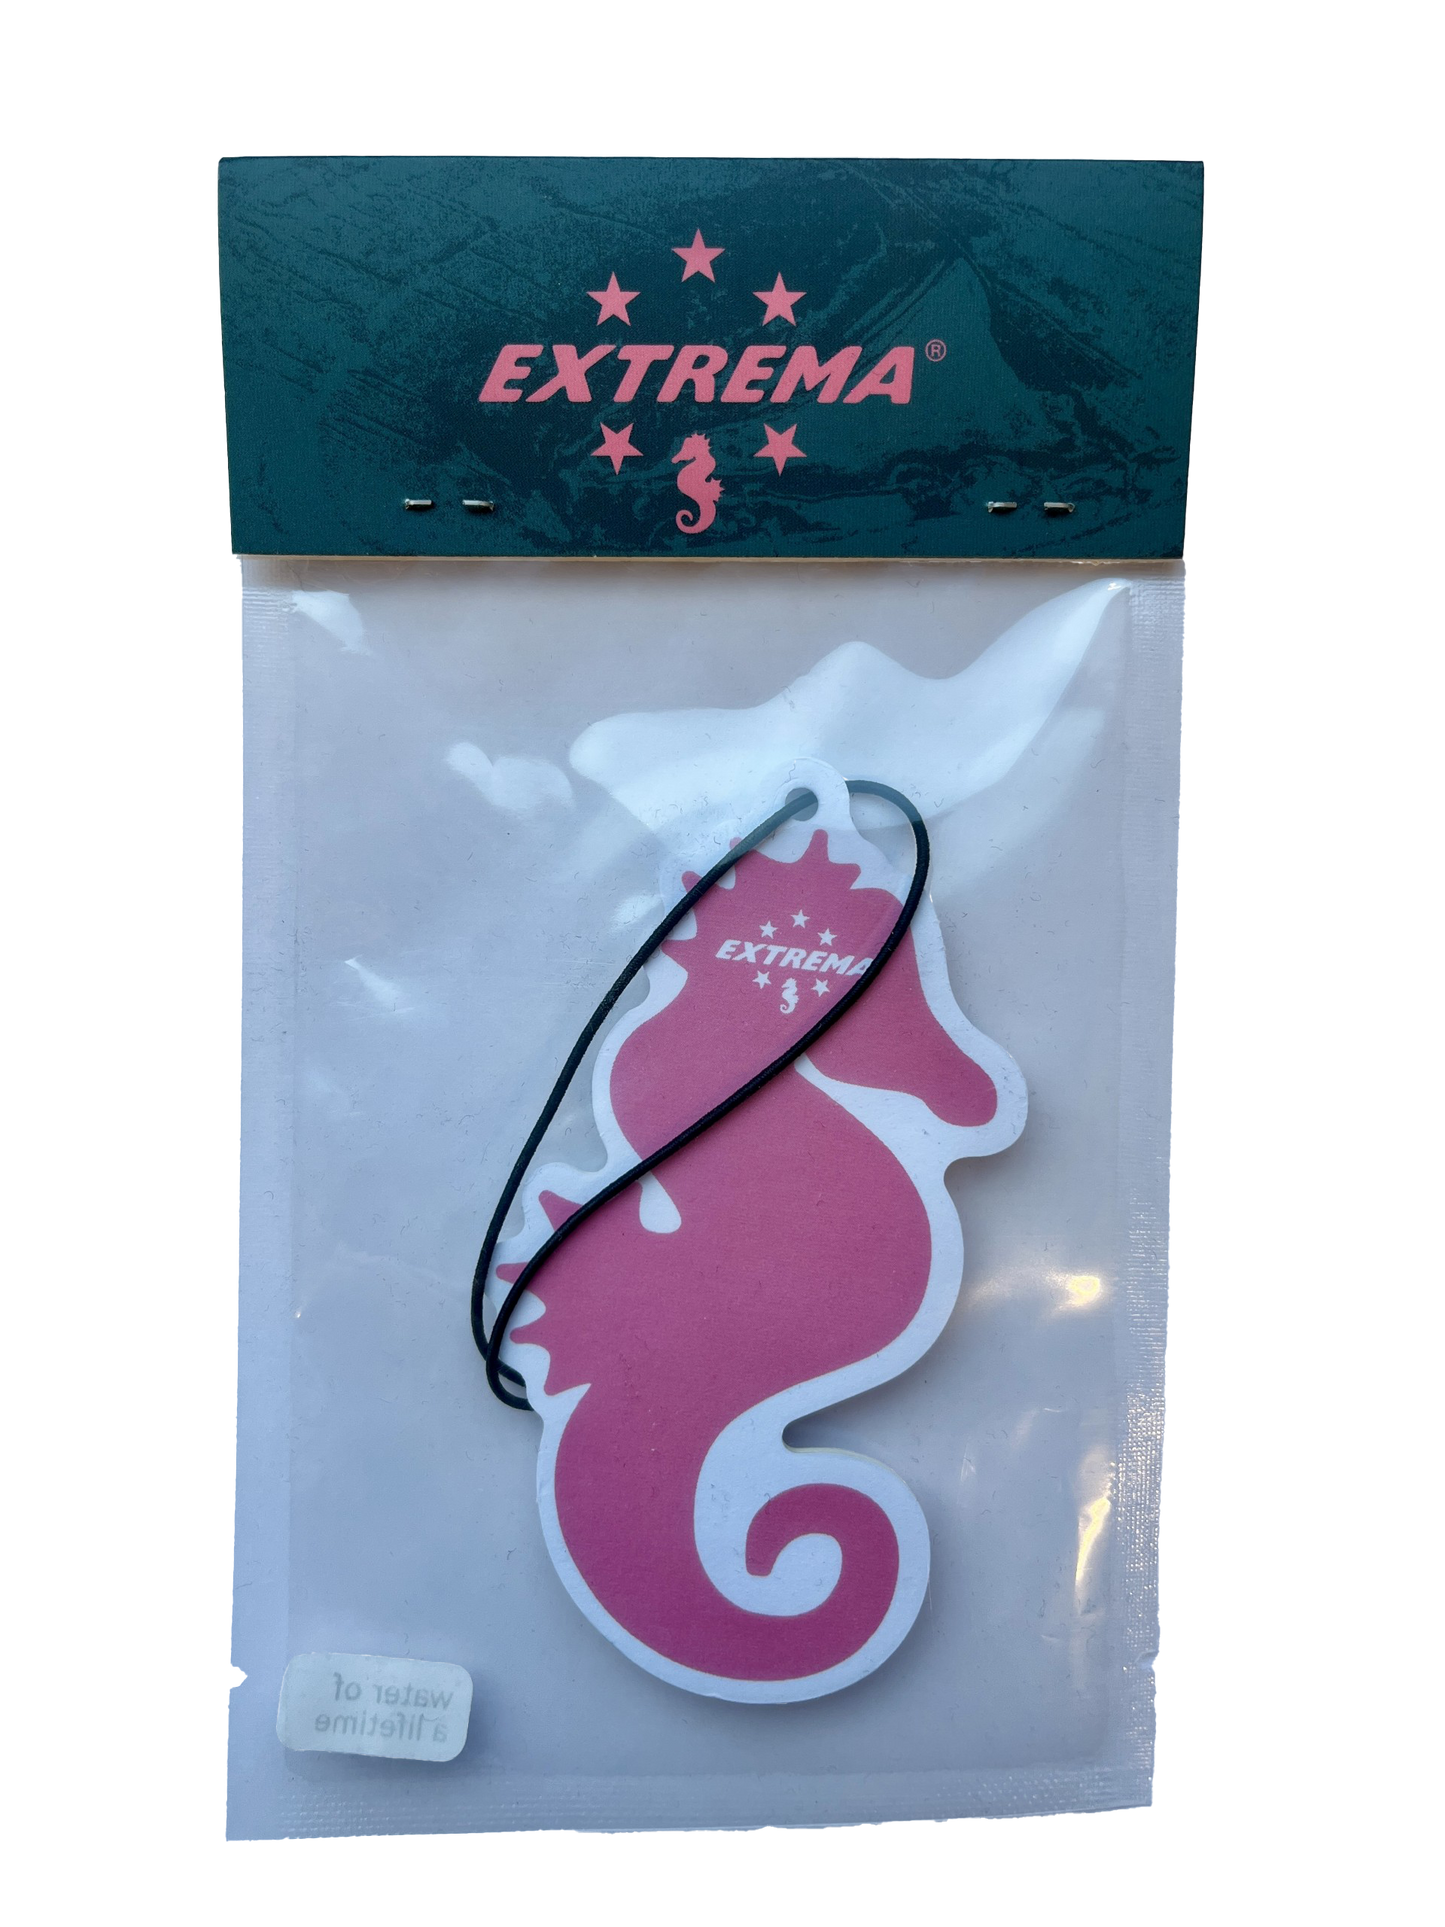 EXTREMA®
EXTREMA
water of
a lifetime